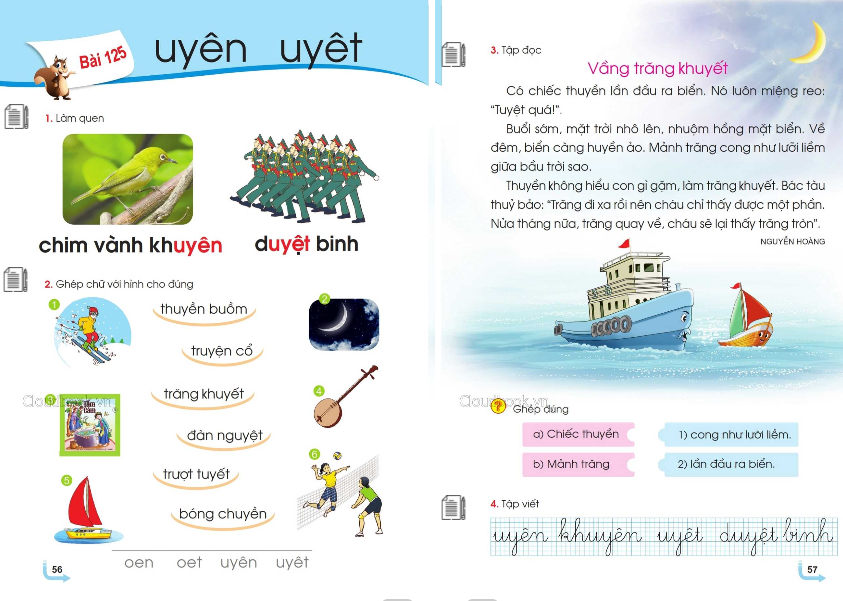 Bài 125
uyên uyêt
1. Làm quen
chim vành khuyên
duyệt binh
2. Ghép chữ với hình cho đúng
1
thuyền buồm
2
truyện cổ
3
Tấm Cám
trăng khuyết
4
đàn nguyệt
5
trượt tuyết
6
bóng chuyền
oen oet uyên uyêt
56
3. Tập đọc
Vầng trăng khuyết
Có chiếc thuyền lần đầu ra biển. Nó luôn miệng reo:
“Tuyệt quá!”.
Buổi sớm, mặt trời nhô lên, nhuộm hồng mặt biển. Về
đêm, biển càng huyền ảo. Mảnh trăng cong như lưỡi liềm
giữa bầu trời sao.
Thuyền không hiểu con gì gặm, làm trăng khuyết. Bác tàu
thuỷ bảo: “Trăng đi xa rồi nên cháu chỉ thấy được một phần.
Nửa tháng nữa, trăng quay về, cháu sẽ lại thấy trăng tròn”.
NGUYỄN HOÀNG
? Ghép đúng
a) Chiếc thuyền
1) cong như lưỡi liềm.
b) Mảnh trăng
2) lần đầu ra biển.
4. Tập viết
uyên khuyên uyêt duyệt binh
57
Cloudbook.vn
Cloudbook.vn